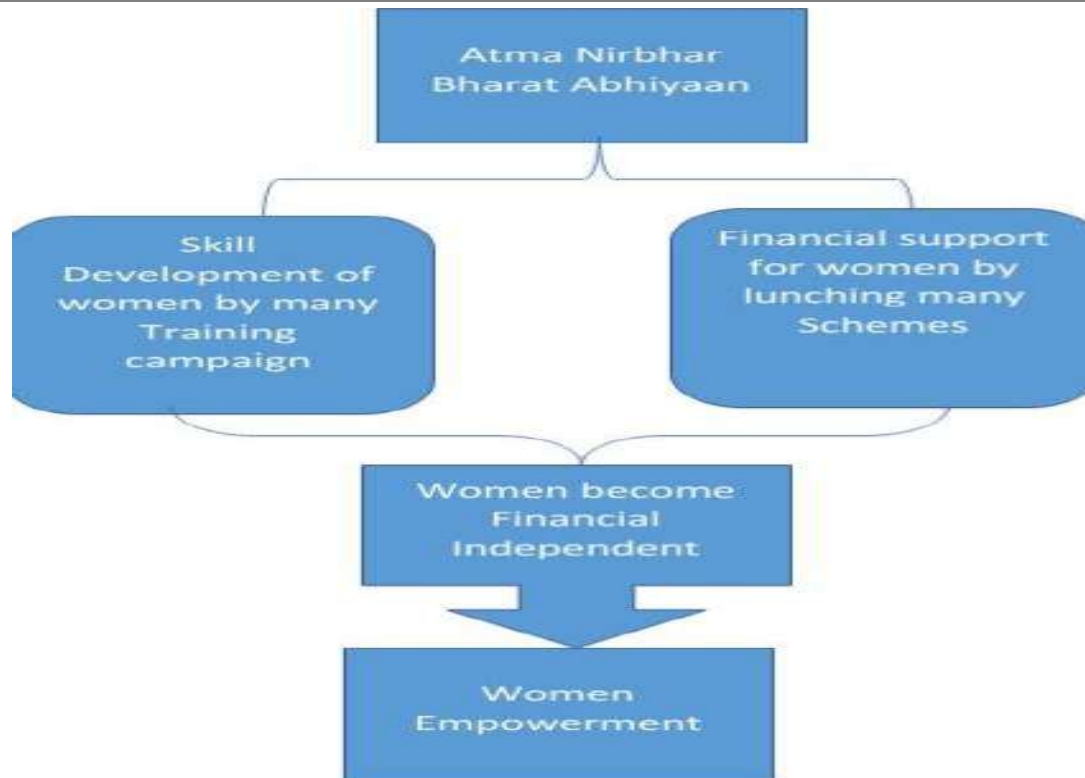 Atma Nirbhar
Bharat Abhiyaan
Skill
Development of
women by many
Training
campaign
Financial support
for women by
lunching many
Schemes
Women become
Financial
Independent
Women
Empowerment